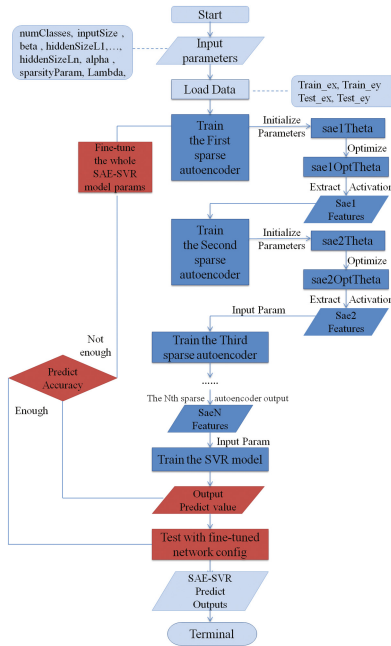 Start
numClasses, inputSize ,
beta , hiddenSizeL1,...,
hiddenSizeLn, alpha ,
sparsityParam, Lambda,
Input
parameters
Load Data
Train_ex, Train_ey
Test_ex, Test_ey
Train
the First
sparse
autoencoder
Initialize
Parameters
sae1Theta
Optimize
sae1OptTheta
Extract Activation
Sae1
Features
Fine-tune
the whole
SAE-SVR
model params
Train
the Second
sparse
autoencoder
Initialize
Parameters
sae2Theta
Optimize
sae2OptTheta
Extract Activation
Sae2
Features
Input Param
Train the Third
sparse autoencoder
......
The Nth sparse , autoencoder output
SaeN
Features
Input Param
Train the SVR model
Not
enough
Predict
Accuracy
Enough
Output
Predict value
Test with fine-tuned
network config
SAE-SVR
Predict
Outputs
Terminal